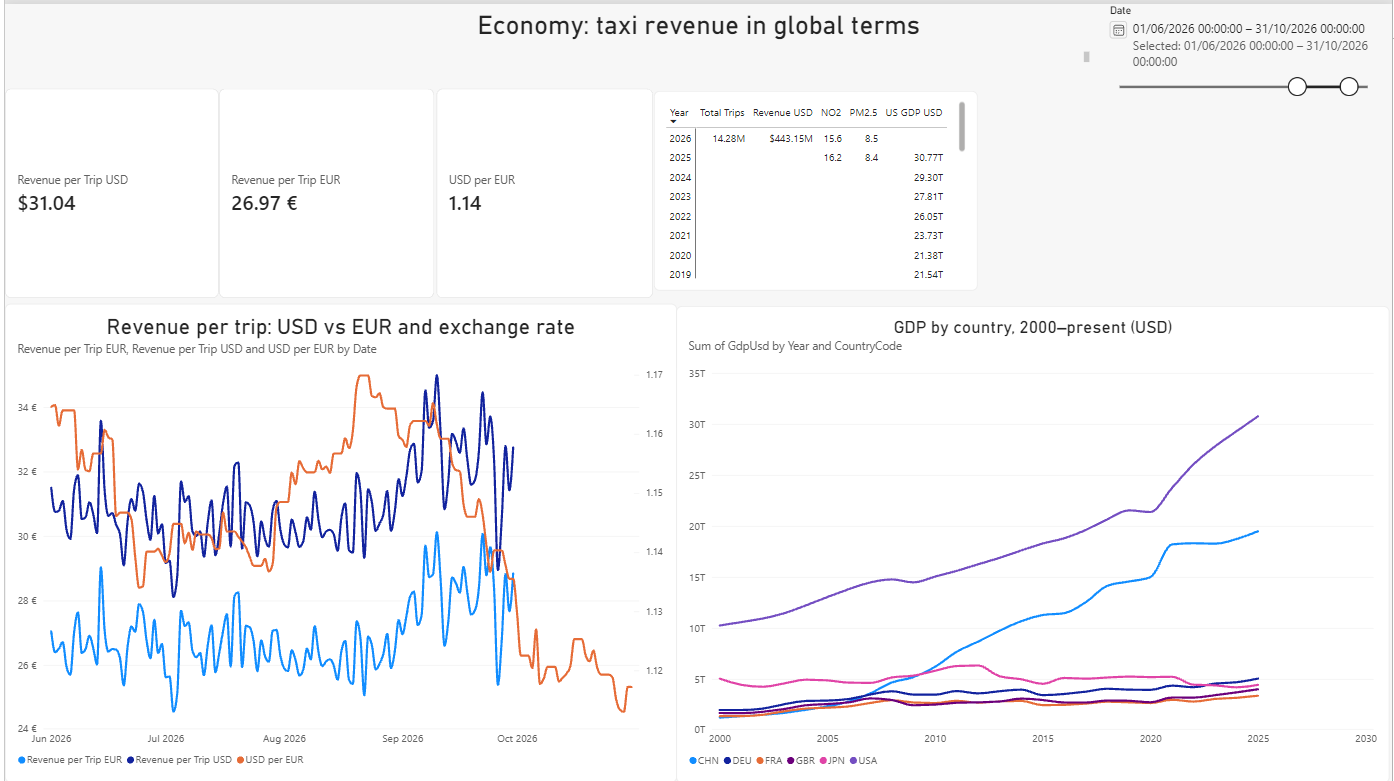 Economy: taxi revenue in global terms
Date
01/06/2026 00:00:00 – 31/10/2026 00:00:00
Selected: 01/06/2026 00:00:00 – 31/10/2026
00:00:00
Revenue per Trip USD
$31.04
Revenue per Trip EUR
26.97 €
USD per EUR
1.14
Year Total Trips Revenue USD NO2 PM2.5 US GDP USD
2026 14.28M $443.15M 15.6 8.5
2025 16.2 8.4 30.77T
2024 29.30T
2023 27.81T
2022 26.05T
2021 23.73T
2020 21.38T
2019 21.54T
Revenue per trip: USD vs EUR and exchange rate
Revenue per Trip EUR, Revenue per Trip USD and USD per EUR by Date
1.17
34 €
1.16
32 €
1.15
30 €
1.14
28 €
1.13
26 €
1.12
24 €
Jun 2026 Jul 2026 Aug 2026 Sep 2026 Oct 2026
Revenue per Trip EUR Revenue per Trip USD USD per EUR
GDP by country, 2000–present (USD)
Sum of GdpUsd by Year and CountryCode
35T
30T
25T
20T
15T
10T
5T
0T
2000 2005 2010 2015 2020 2025 2030
CHN DEU FRA GBR JPN USA